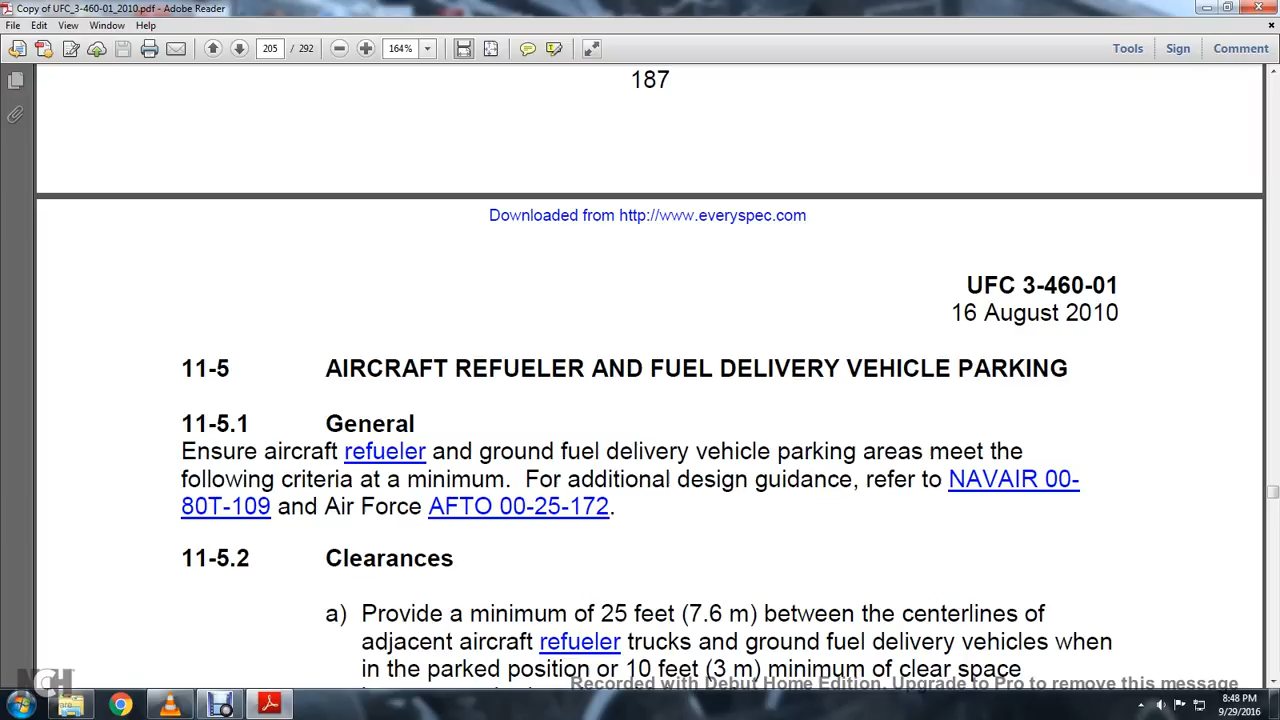 Copy of UFC_3-460-01_2010.pdf - Adobe Reader
File Edit View Window Help
205 / 292 164% Tools Sign Comment
187
Downloaded from http://www.everyspec.com
UFC 3-460-01
16 August 2010
11-5 AIRCRAFT REFUELER AND FUEL DELIVERY VEHICLE PARKING
11-5.1 General
Ensure aircraft refueler and ground fuel delivery vehicle parking areas meet the
following criteria at a minimum.  For additional design guidance, refer to NAVAIR 00-
80T-109 and Air Force AFTO 00-25-172.
11-5.2 Clearances
a) Provide a minimum of 25 feet (7.6 m) between the centerlines of
adjacent aircraft refueler trucks and ground fuel delivery vehicles when
in the parked position or 10 feet (3 m) minimum of clear space
Recorded with Debut Home Edition. Upgrade to Pro to remove this message
NCH
ware
8:48 PM
9/29/2016